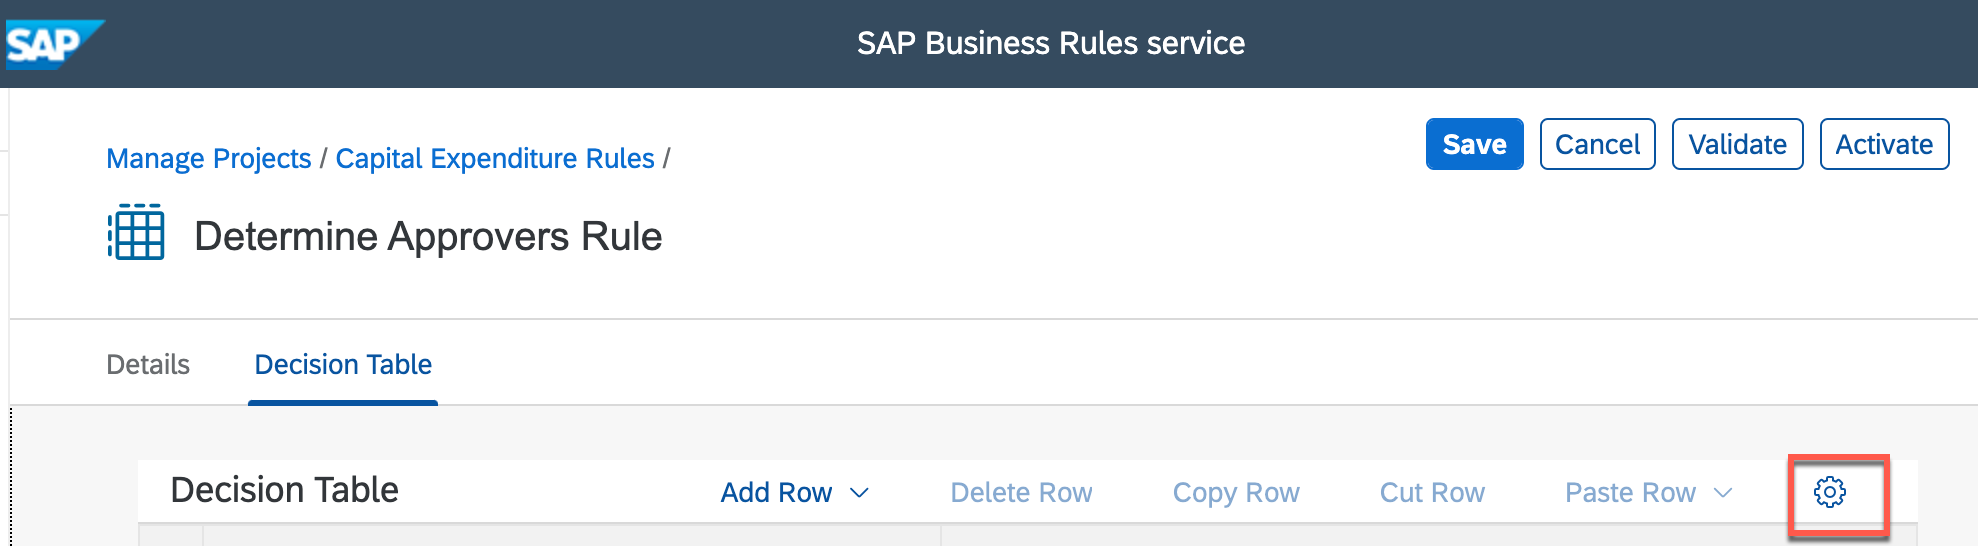 SAP
SAP Business Rules service
Manage Projects / Capital Expenditure Rules /
Save Cancel Validate Activate
Determine Approvers Rule
Details Decision Table
Decision Table Add Row Delete Row Copy Row Cut Row Paste Row